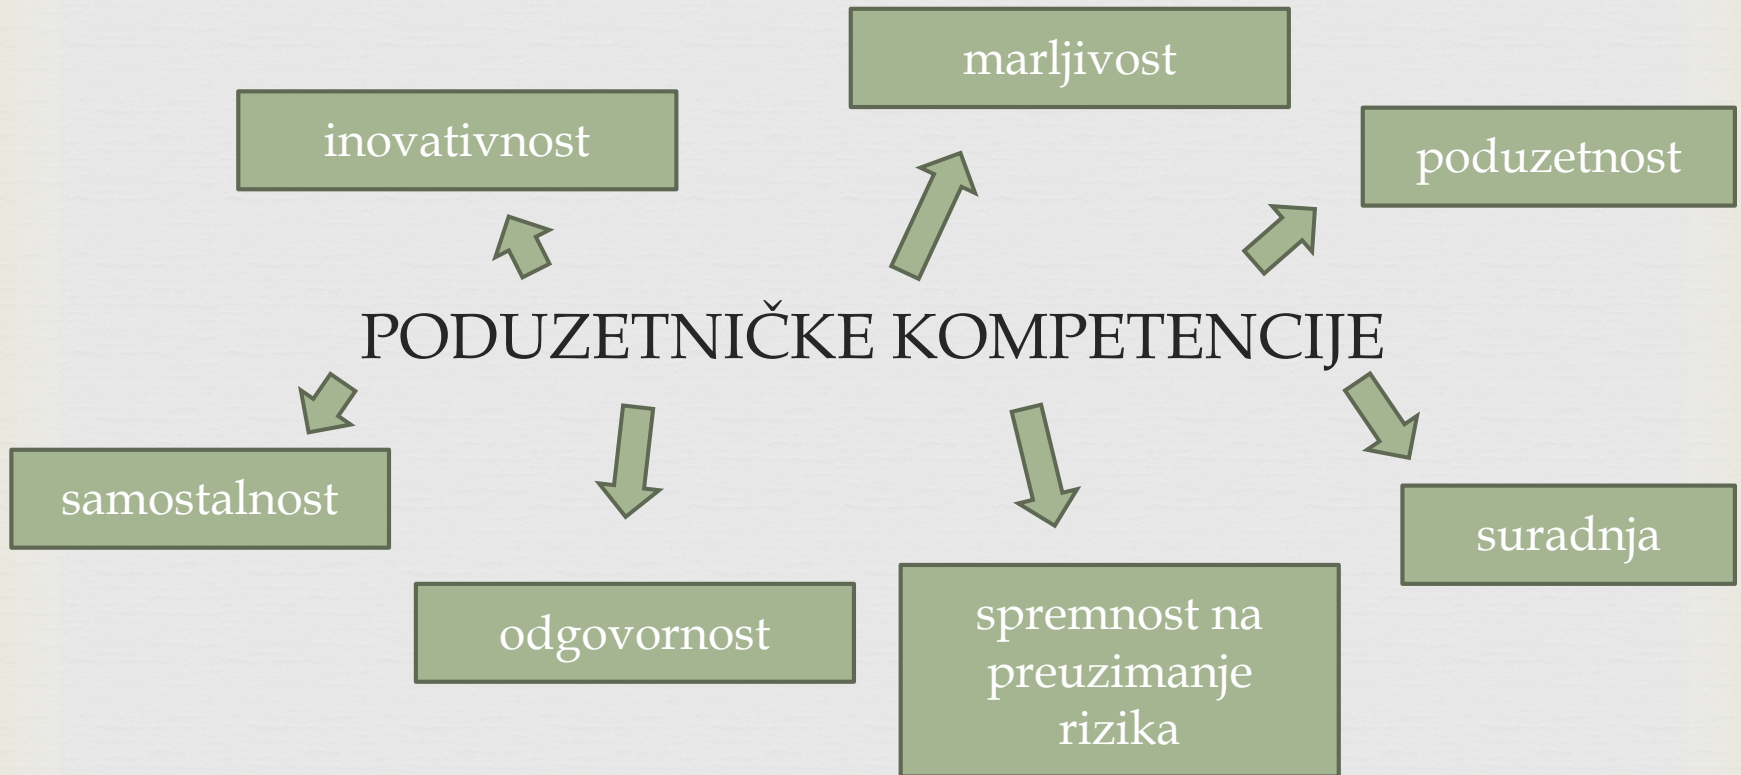 marljivost
inovativnost
poduzetnost
PODUZETNIČKE KOMPETENCIJE
samostalnost
suradnja
odgovornost
spremnost na
preuzimanje
rizika